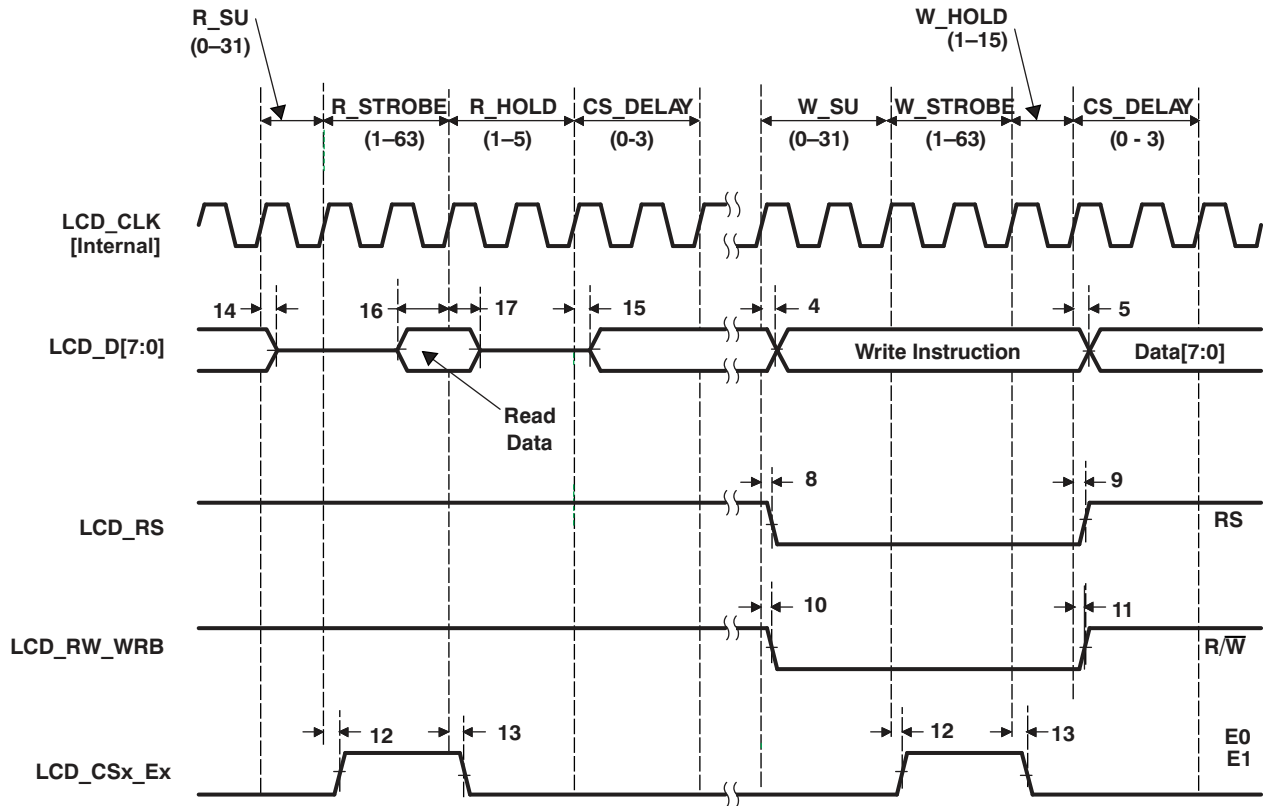 R_SU
(0–31)
W_HOLD
(1–15)
R_STROBE
(1–63)
R_HOLD
(1–5)
CS_DELAY
(0-3)
W_SU
(0–31)
W_STROBE
(1–63)
CS_DELAY
(0 - 3)
LCD_CLK
[Internal]
14
16
17
15
4
5
LCD_D[7:0]
Write Instruction
Data[7:0]
Read
Data
8
9
LCD_RS
RS
10
11
LCD_RW_WRB
R/W̅
12
13
12
13
LCD_CSx_Ex
E0
E1